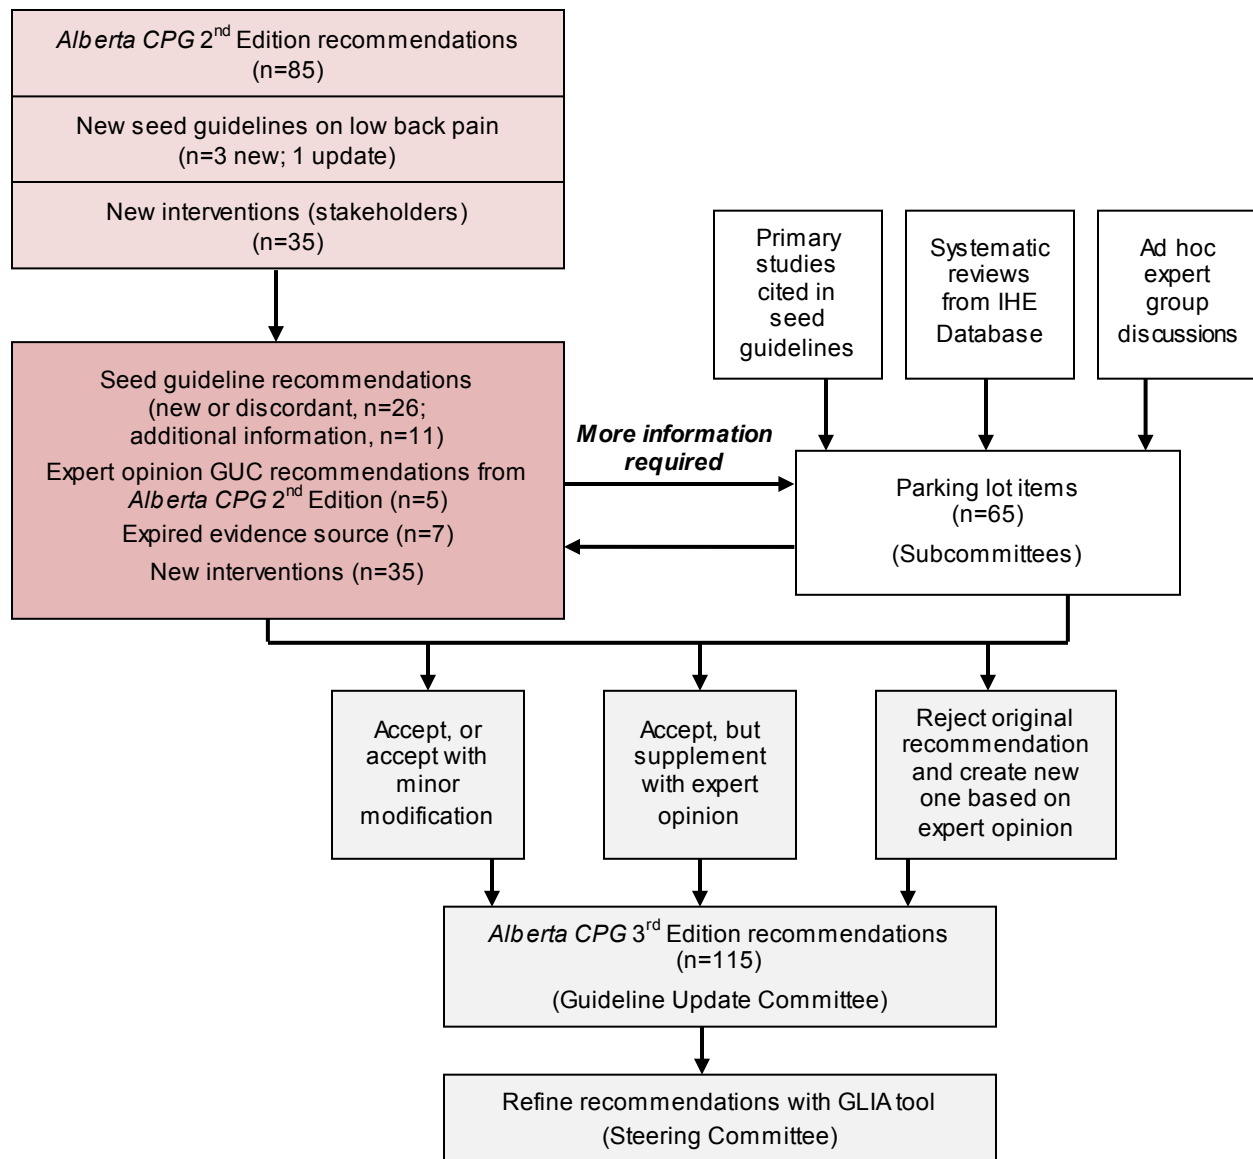 Alberta CPG 2nd Edition recommendations
(n=85)
New seed guidelines on low back pain
(n=3 new; 1 update)
New interventions (stakeholders)
(n=35)
Primary
studies
cited in
seed
guidelines
Systematic
reviews
from IHE
Database
Ad hoc
expert
group
discussions
Seed guideline recommendations
(new or discordant, n=26;
additional information, n=11)
Expert opinion GUC recommendations from
Alberta CPG 2nd Edition (n=5)
Expired evidence source (n=7)
New interventions (n=35)
More information
required
Parking lot items
(n=65)
(Subcommittees)
Accept, or
accept with
minor
modification
Accept, but
supplement
with expert
opinion
Reject original
recommendation
and create new
one based on
expert opinion
Alberta CPG 3rd Edition recommendations
(n=115)
(Guideline Update Committee)
Refine recommendations with GLIA tool
(Steering Committee)